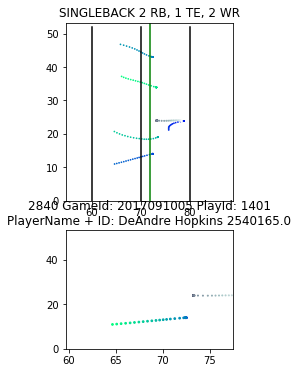 SINGLEBACK 2 RB, 1 TE, 2 WR
50
40
30
20
10
0
60 70 80
2840 GameId: 2017091005 PlayId: 1401
PlayerName + ID: DeAndre Hopkins 2540165.0
40
20
0
60 65 70 75